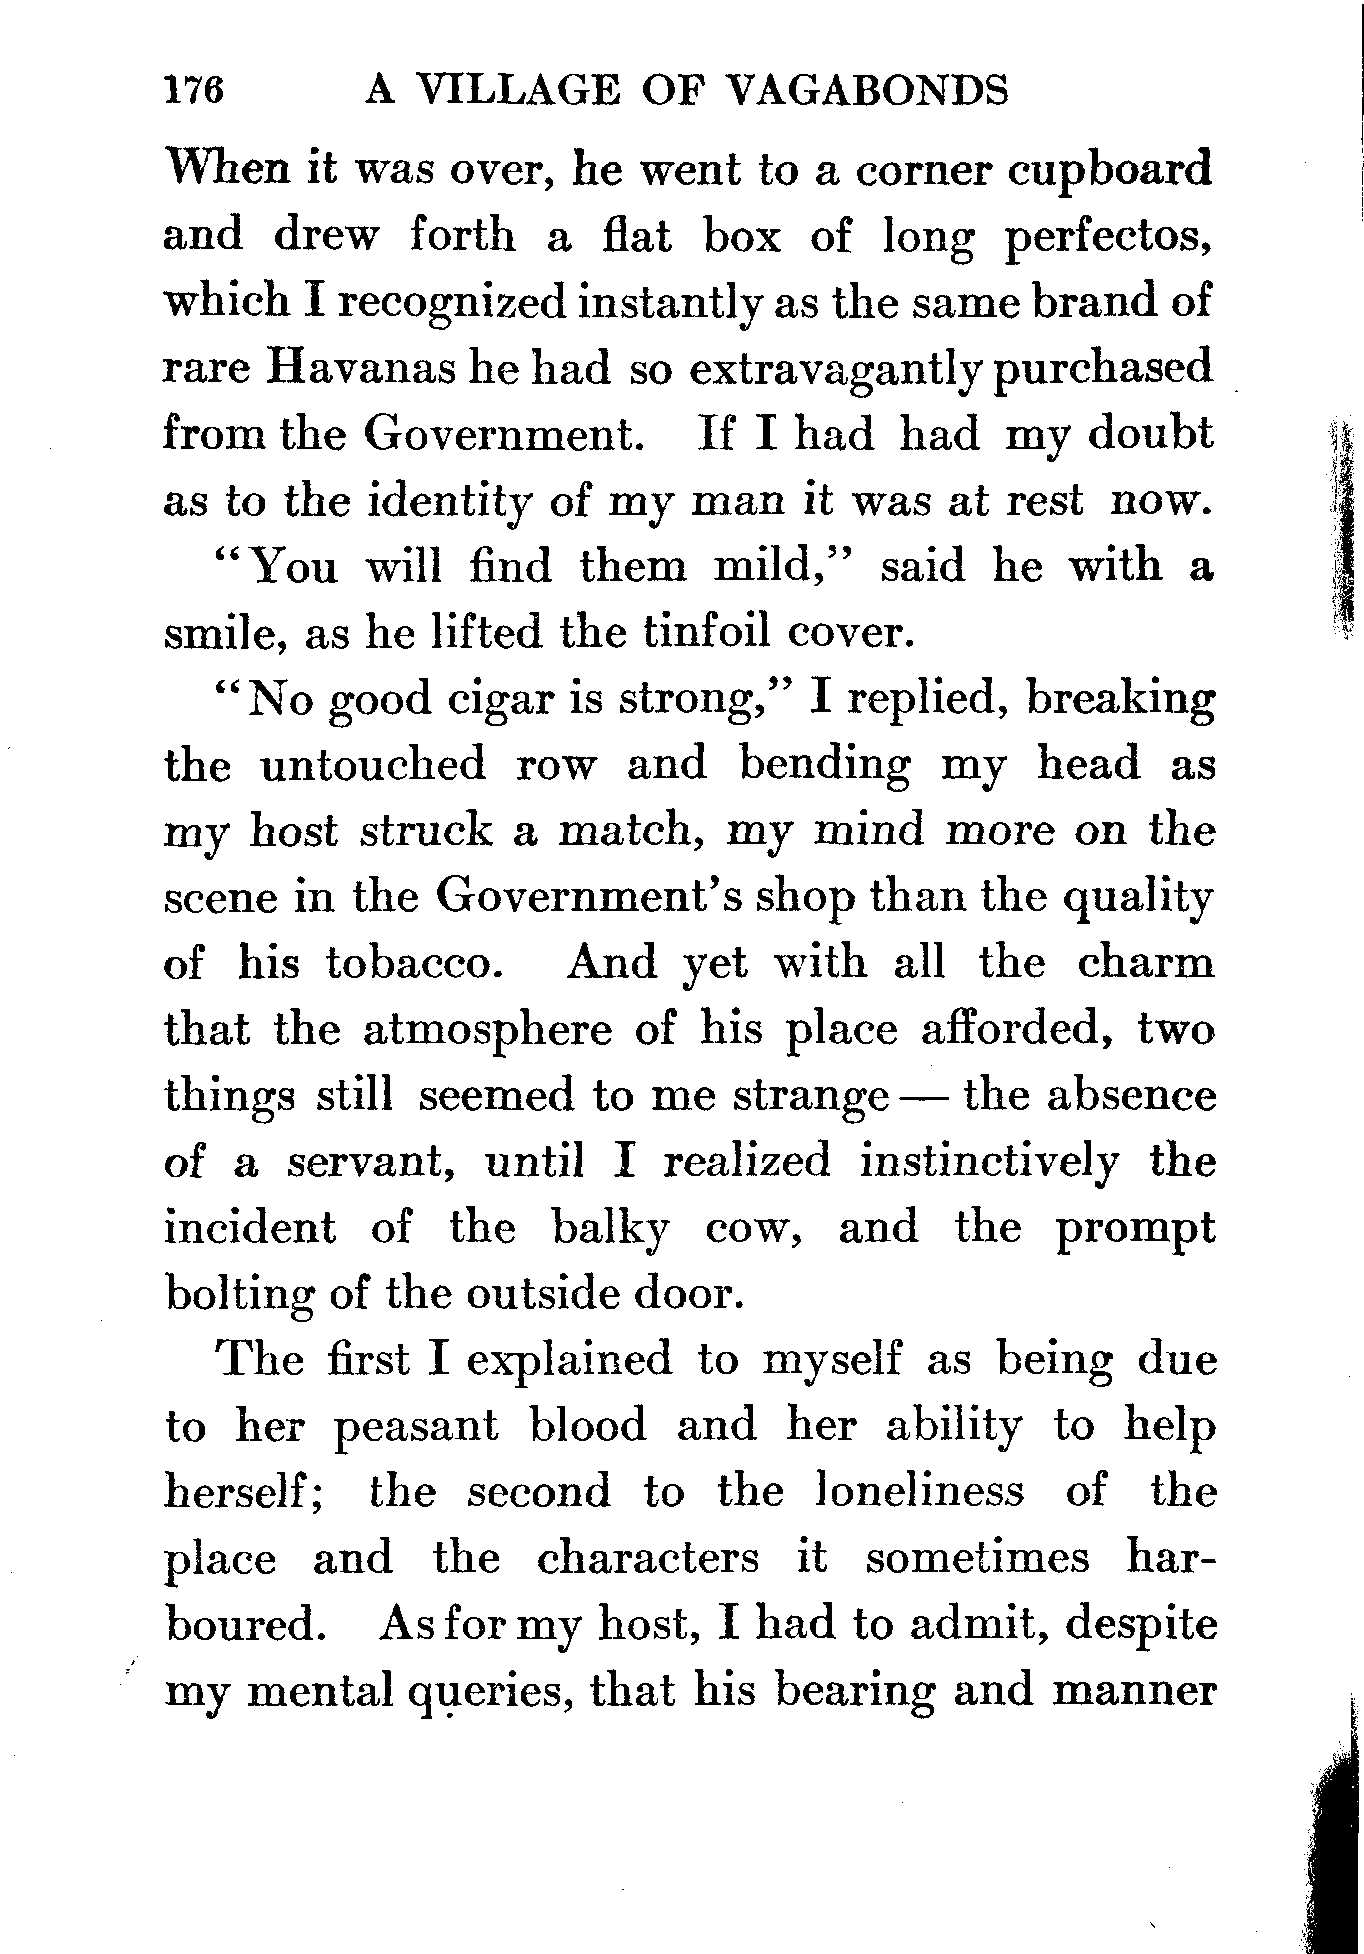 176 A VILLAGE OF VAGABONDS
When it was over, he went to a corner cupboard
and drew forth a flat box of long perfectos,
which I recognized instantly as the same brand of
rare Havanas he had so extravagantly purchased
from the Government. If I had had my doubt
as to the identity of my man it was at rest now.
"You will find them mild," said he with a
smile, as he lifted the tinfoil cover.
"No good cigar is strong," I replied, breaking
the untouched row and bending my head as
my host struck a match, my mind more on the
scene in the Government's shop than the quality
of his tobacco. And yet with all the charm
that the atmosphere of his place afforded, two
things still seemed to me strange — the absence
of a servant, until I realized instinctively the
incident of the balky cow, and the prompt
bolting of the outside door.
The first I explained to myself as being due
to her peasant blood and her ability to help
herself; the second to the loneliness of the
place and the characters it sometimes har-
boured. As for my host, I had to admit, despite
my mental queries, that his bearing and manner